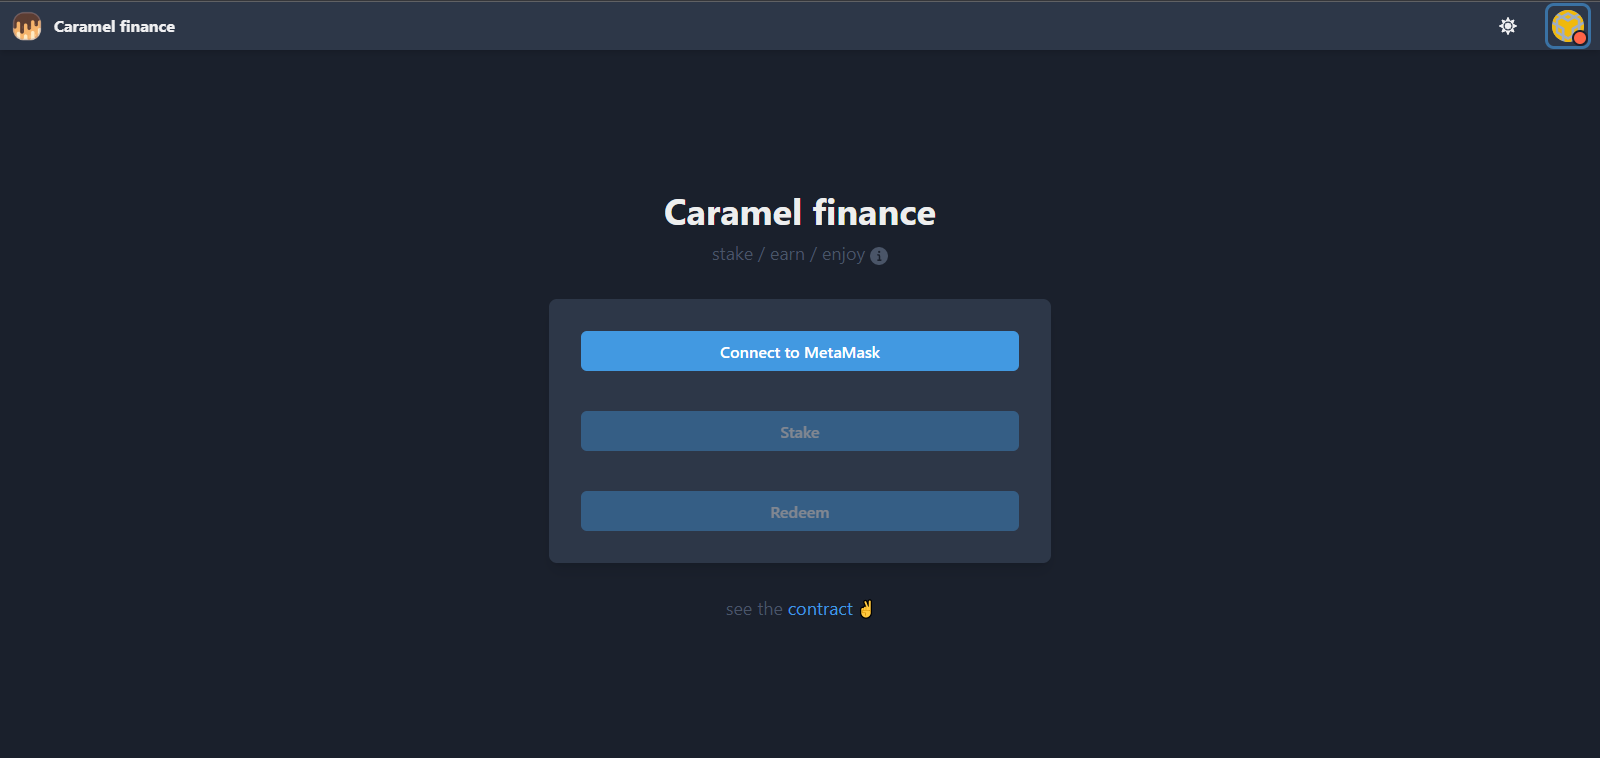 Caramel finance
Caramel finance
stake / earn / enjoy
Connect to MetaMask
Stake
Redeem
see the contract ✌